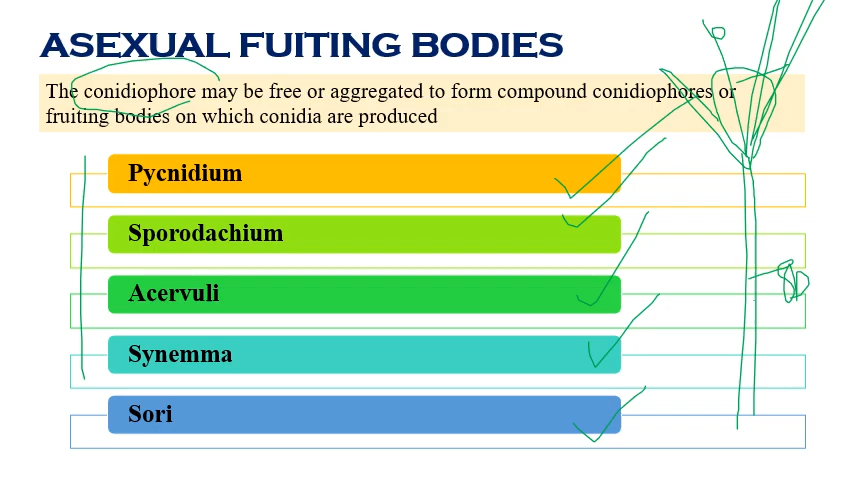 ASEXUAL FUITING BODIES
The conidiophore may be free or aggregated to form compound conidiophores or
fruiting bodies on which conidia are produced
Pycnidium
Sporodachium
Acervuli
Synemma
Sori